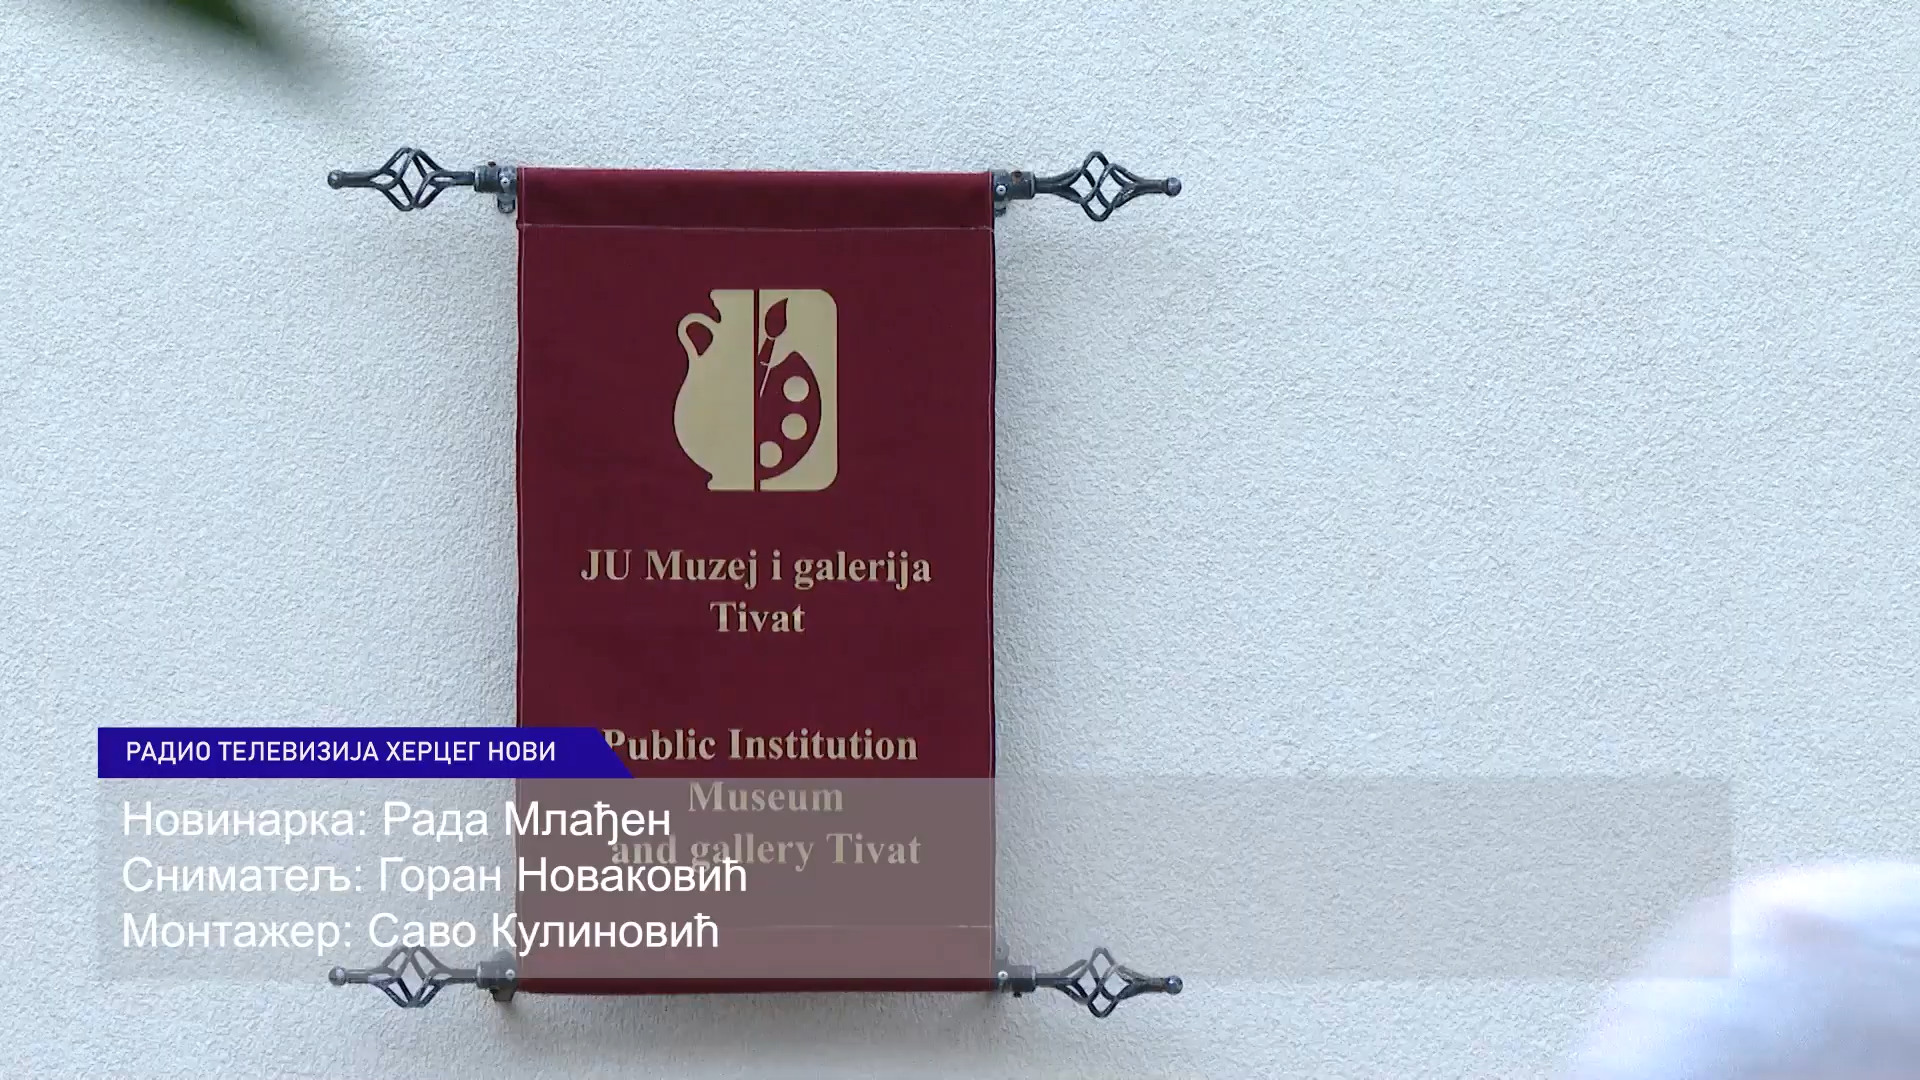 JU Muzej i galerija
Tivat
Public Institution
Museum
and gallery Tivat
РАДИО ТЕЛЕВИЗИЈА ХЕРЦЕГ НОВИ
Новинарка: Рада Млађен
Сниматељ: Горан Новаковић
Монтажер: Саво Кулиновић